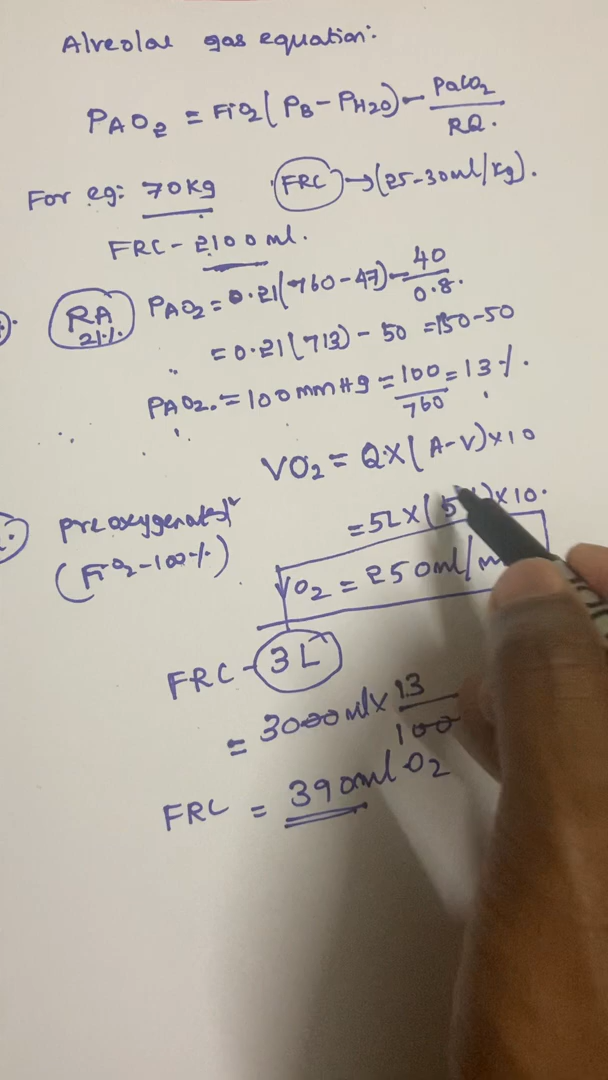 Alveolar gas equation:
PAO2 = FiO2 (PB - PH2O) - PaCO2/RQ.
For eg: 70kg FRC → (25-30ml/kg).
FRC - 2100 ml.
RA 21% PAO2 = 0.21 (760-47) - 40/0.8.
= 0.21 (713) - 50 = 150-50
PAO2. = 100 mmHg = 100/760 = 13%.
VO2 = Q X (A-V) x 10
preoxygenatest
= 5L X (5 ) x 10.
(FiO2-100%)
VO2 = 250ml/m
FRC - 3L
= 3000ml x 13/100
FRC = 390ml O2